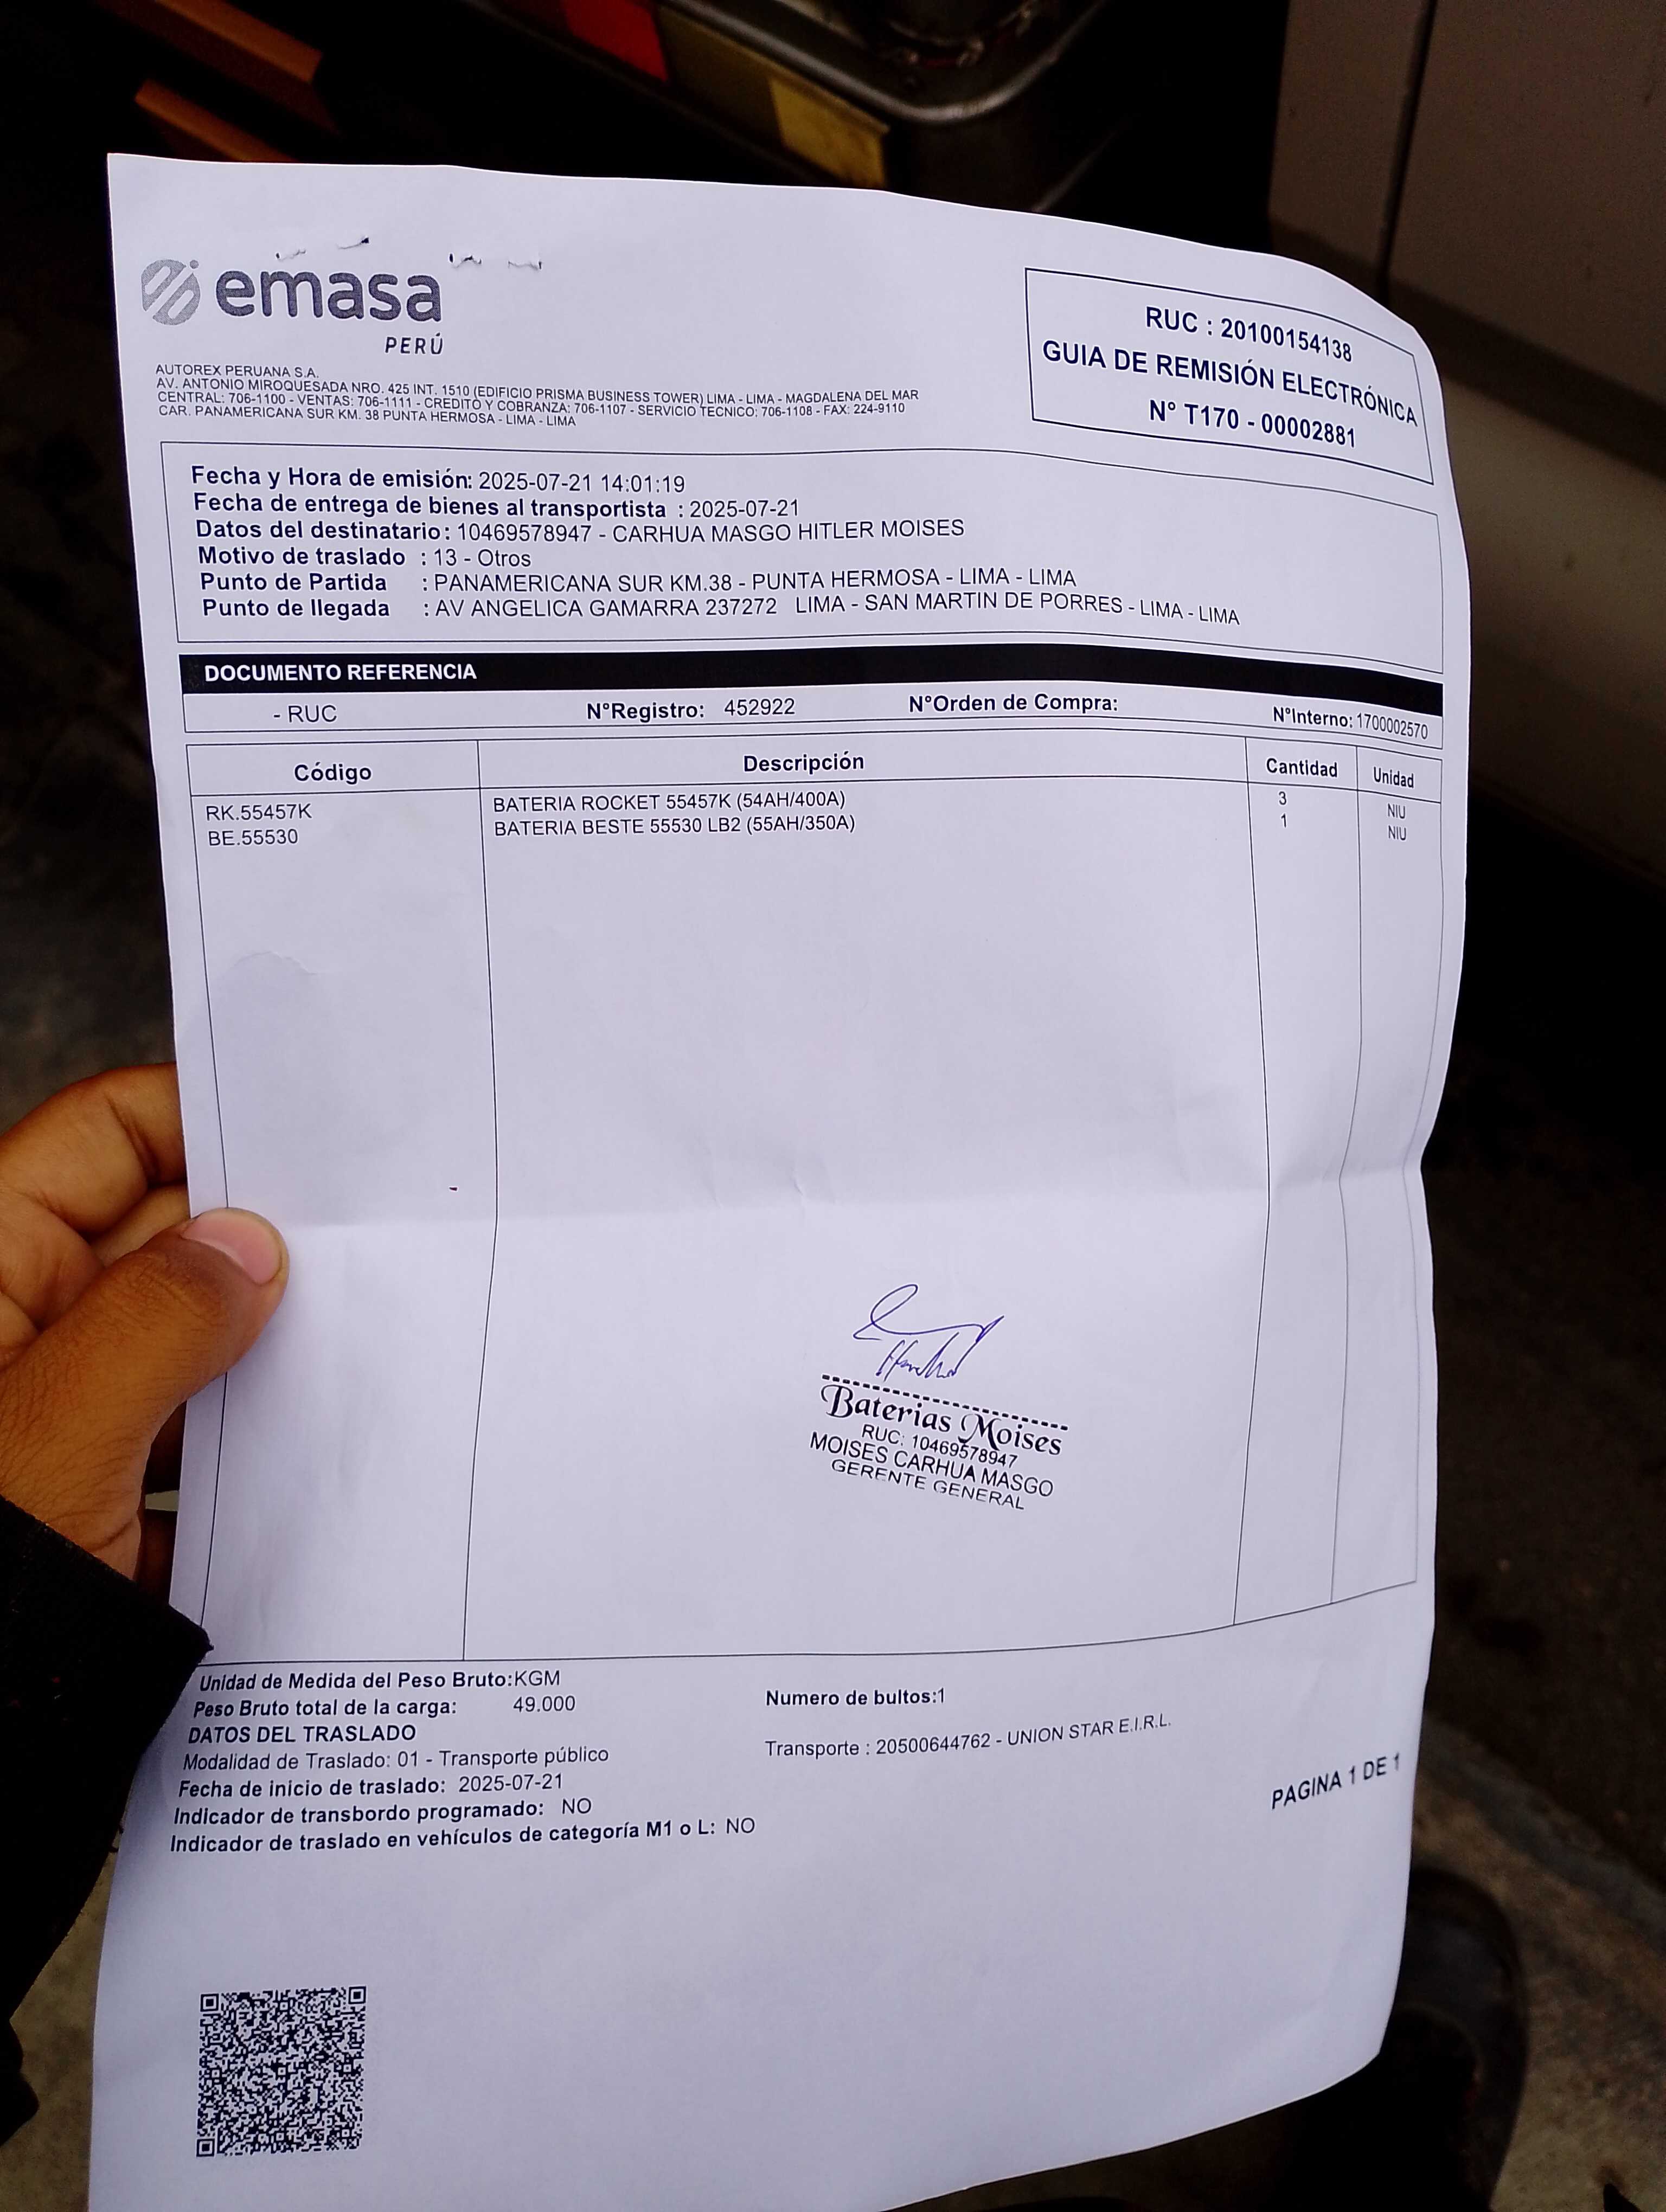 emasa
PERÚ
AUTOREX PERUANA S.A.
AV. ANTONIO MIROQUESADA NRO. 425 INT. 1510 (EDIFICIO PRISMA BUSINESS TOWER) LIMA - LIMA - MAGDALENA DEL MAR
CENTRAL: 706-1100 - VENTAS: 706-1111 - CREDITO Y COBRANZA: 706-1107 - SERVICIO TECNICO: 706-1108 - FAX: 224-9110
CAR. PANAMERICANA SUR KM. 38 PUNTA HERMOSA - LIMA - LIMA
RUC : 20100154138
GUIA DE REMISIÓN ELECTRÓNICA
N° T170 - 00002881
Fecha y Hora de emisión: 2025-07-21 14:01:19
Fecha de entrega de bienes al transportista : 2025-07-21
Datos del destinatario: 10469578947 - CARHUA MASGO HITLER MOISES
Motivo de traslado : 13 - Otros
Punto de Partida : PANAMERICANA SUR KM.38 - PUNTA HERMOSA - LIMA - LIMA
Punto de llegada : AV ANGELICA GAMARRA 237272 LIMA - SAN MARTIN DE PORRES - LIMA - LIMA
DOCUMENTO REFERENCIA
- RUC N°Registro: 452922 N°Orden de Compra: N°Interno: 1700002570
Código Descripción Cantidad Unidad
RK.55457K BATERIA ROCKET 55457K (54AH/400A) 3 NIU
BE.55530 BATERIA BESTE 55530 LB2 (55AH/350A) 1 NIU
Baterias Moises
RUC: 10469578947
MOISES CARHUA MASGO
GERENTE GENERAL
Unidad de Medida del Peso Bruto:KGM
Peso Bruto total de la carga: 49.000 Numero de bultos:1
DATOS DEL TRASLADO
Modalidad de Traslado: 01 - Transporte público Transporte : 20500644762 - UNION STAR E.I.R.L.
Fecha de inicio de traslado: 2025-07-21
Indicador de transbordo programado: NO
Indicador de traslado en vehículos de categoría M1 o L: NO
PAGINA 1 DE 1